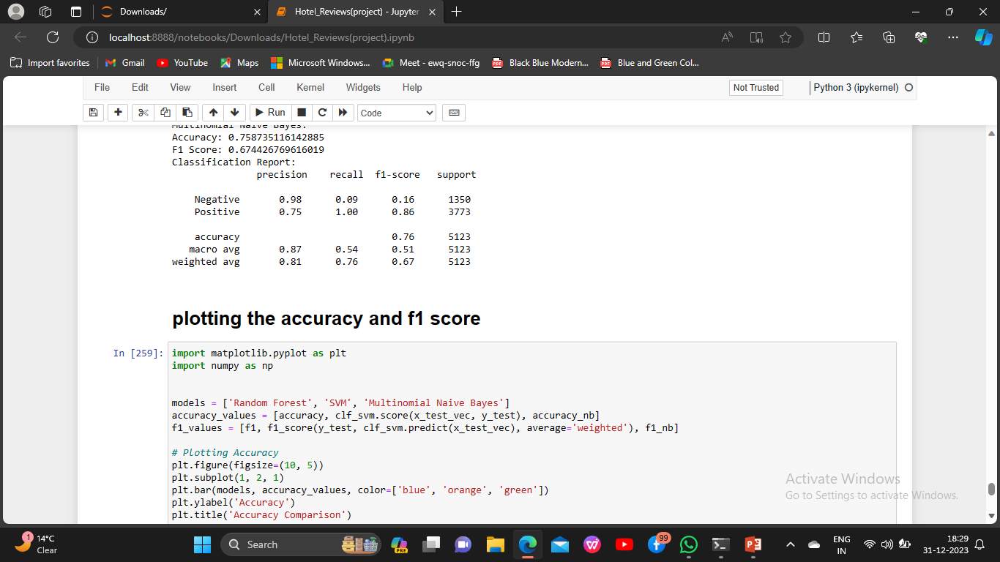 Downloads/
Hotel_Reviews(project) - Jupyter
localhost:8888/notebooks/Downloads/Hotel_Reviews(project).ipynb
Import favorites
Gmail
YouTube
Maps
Microsoft Windows...
Meet - ewq-snoc-ffg
Black Blue Modern...
Blue and Green Col...
File Edit View Insert Cell Kernel Widgets Help
Not Trusted
Python 3 (ipykernel)
Run
Code
Multinomial Naive Bayes:
Accuracy: 0.758735116142885
F1 Score: 0.674426769616019
Classification Report:
precision recall f1-score support
Negative 0.98 0.09 0.16 1350
Positive 0.75 1.00 0.86 3773
accuracy 0.76 5123
macro avg 0.87 0.54 0.51 5123
weighted avg 0.81 0.76 0.67 5123
plotting the accuracy and f1 score
In [259]:
import matplotlib.pyplot as plt
import numpy as np
models = ['Random Forest', 'SVM', 'Multinomial Naive Bayes']
accuracy_values = [accuracy, clf_svm.score(x_test_vec, y_test), accuracy_nb]
f1_values = [f1, f1_score(y_test, clf_svm.predict(x_test_vec), average='weighted'), f1_nb]
# Plotting Accuracy
plt.figure(figsize=(10, 5))
plt.subplot(1, 2, 1)
plt.bar(models, accuracy_values, color=['blue', 'orange', 'green'])
plt.ylabel('Accuracy')
plt.title('Accuracy Comparison')
Activate Windows
Go to Settings to activate Windows.
1
14°C
Clear
Search
PRE
99
ENG
IN
18:29
31-12-2023